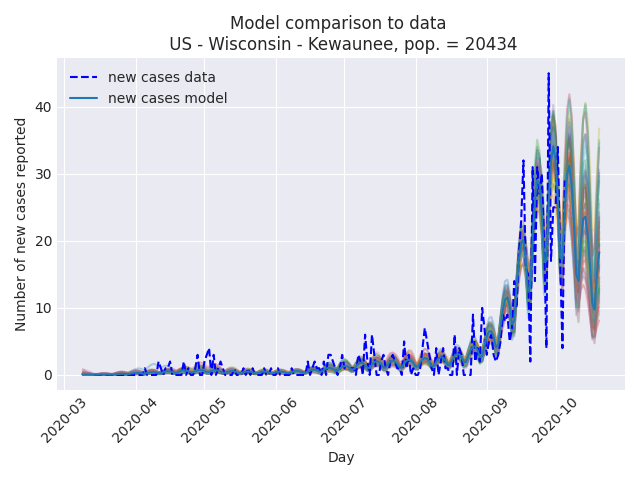 Model comparison to data
US - Wisconsin - Kewaunee, pop. = 20434
new cases data
new cases model
Number of new cases reported
40
30
20
10
0
2020-03
2020-04
2020-05
2020-06
2020-07
2020-08
2020-09
2020-10
Day